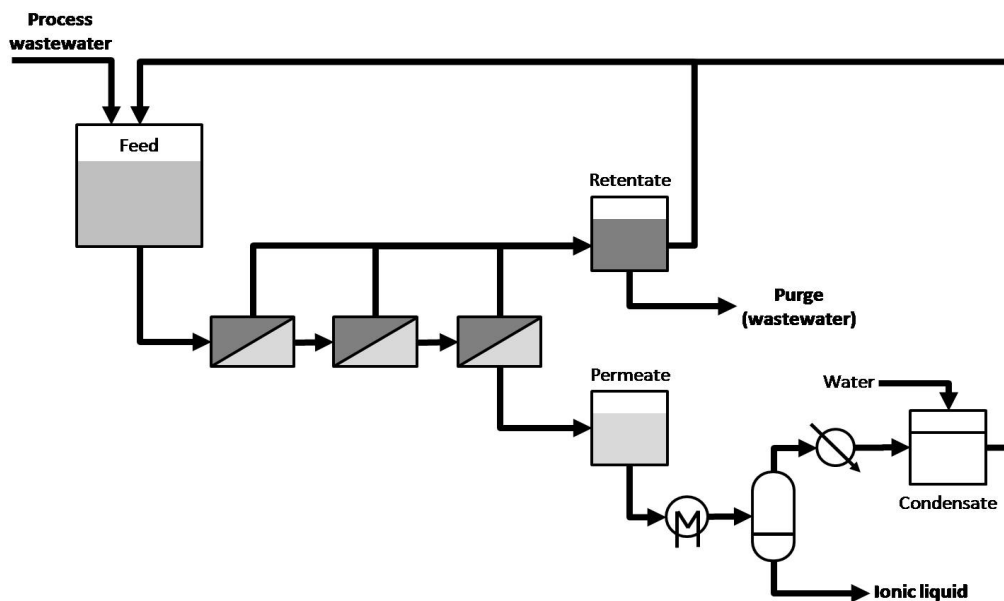 Process
wastewater
Feed
Retentate
Purge
(wastewater)
Permeate
Water
Condensate
Ionic liquid